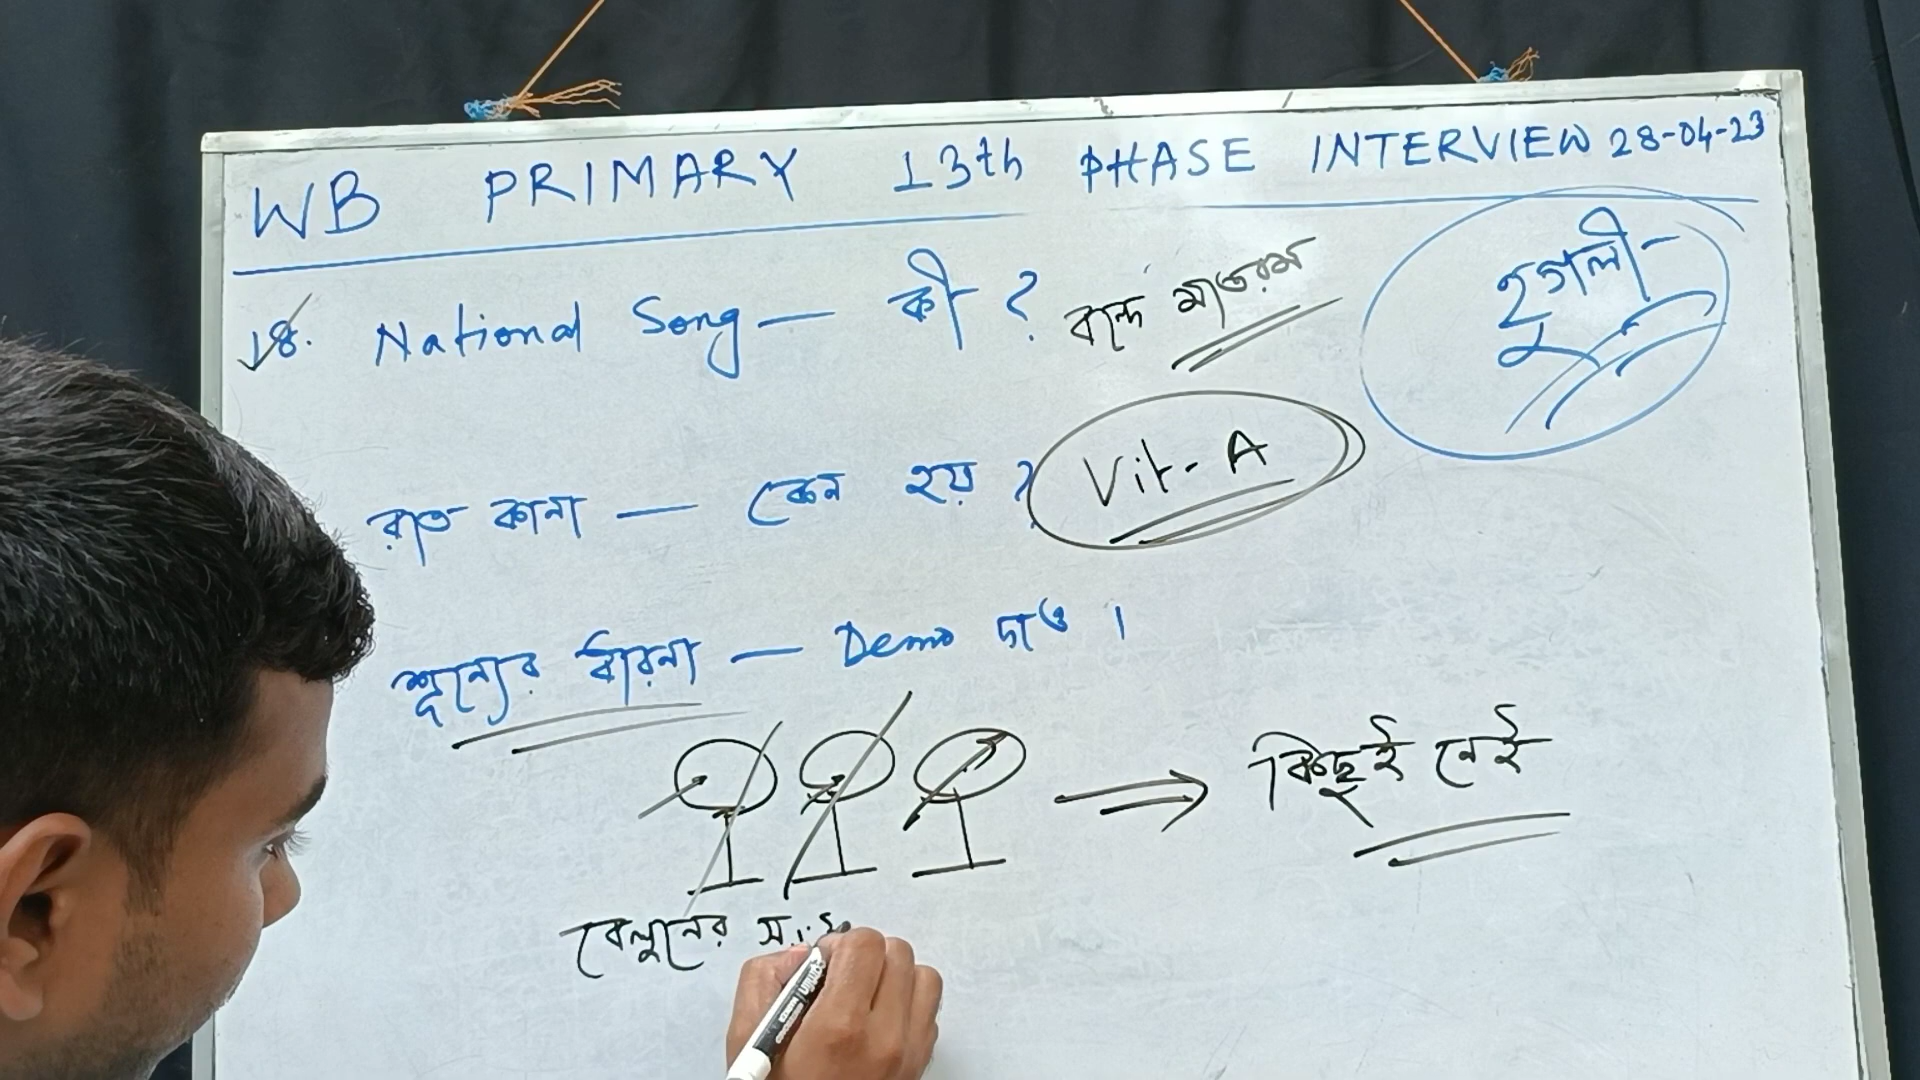 WB PRIMARY 13th PHASE INTERVIEW 28-04-23
হুগলী
18. National Song — কী ? বন্দে মাতরম
রাত কানা — কেন হয় ? Vit-A
শূন্যের ধারনা — Demo দাও ।
কিছুই নেই
বেলুনের